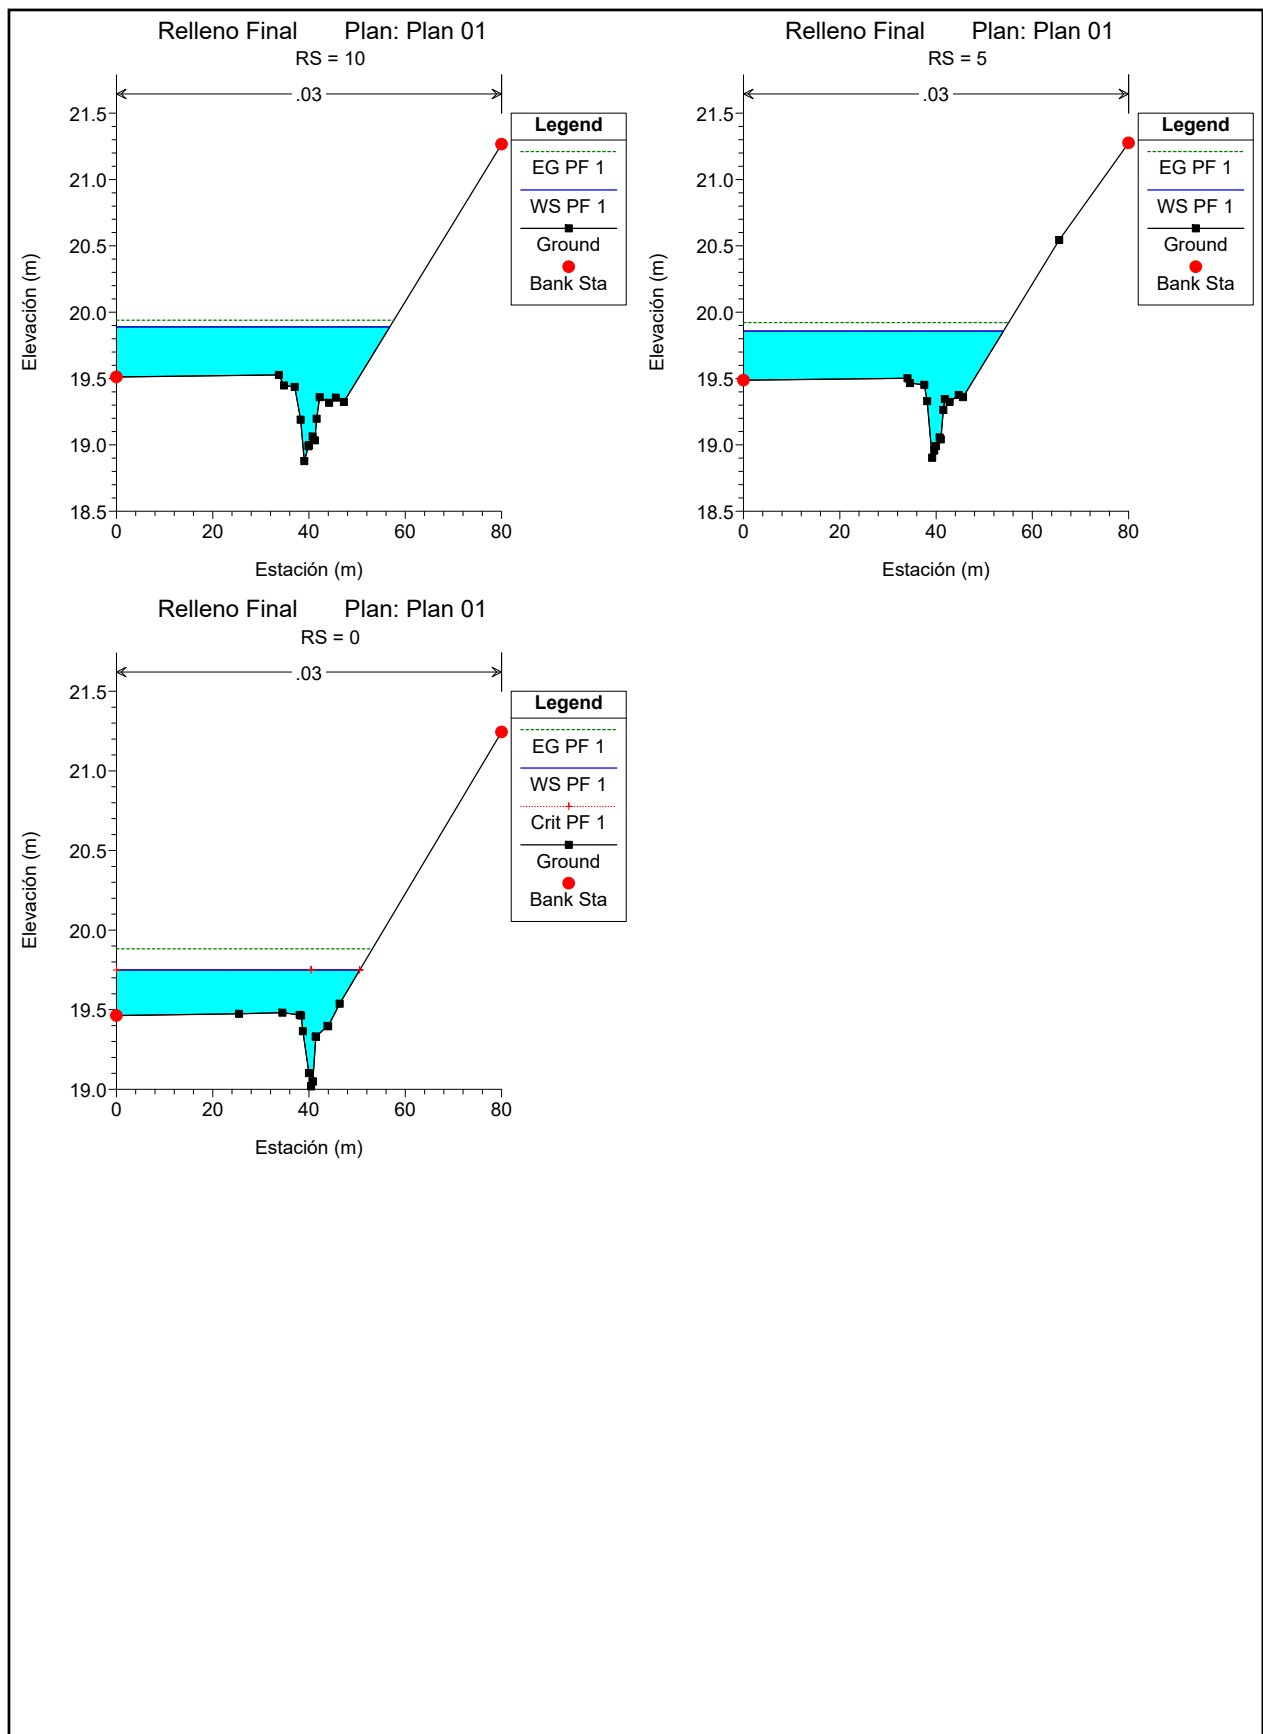 Relleno Final Plan: Plan 01
RS = 10
.03
21.5
21.0
20.5
20.0
19.5
19.0
18.5
0 20 40 60 80
Estación (m)
Elevación (m)
Legend
EG PF 1
WS PF 1
Ground
Bank Sta
Relleno Final Plan: Plan 01
RS = 5
.03
21.5
21.0
20.5
20.0
19.5
19.0
18.5
0 20 40 60 80
Estación (m)
Elevación (m)
Legend
EG PF 1
WS PF 1
Ground
Bank Sta
Relleno Final Plan: Plan 01
RS = 0
.03
21.5
21.0
20.5
20.0
19.5
19.0
0 20 40 60 80
Estación (m)
Elevación (m)
Legend
EG PF 1
WS PF 1
Crit PF 1
Ground
Bank Sta